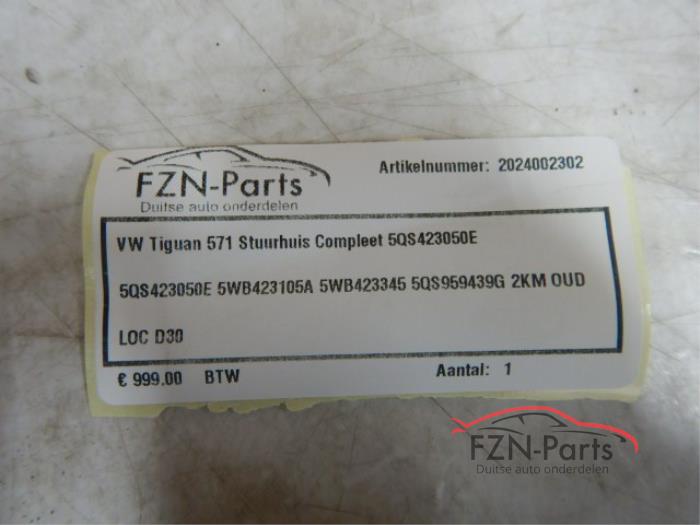 FZN-Parts
Duitse auto onderdelen
Artikelnummer: 2024002302
VW Tiguan 571 Stuurhuis Compleet 5QS423050E
5QS423050E 5WB423105A 5WB423345 5QS959439G 2KM OUD
LOC D30
€ 999.00 BTW
Aantal: 1
FZN-Parts
Duitse auto onderdelen